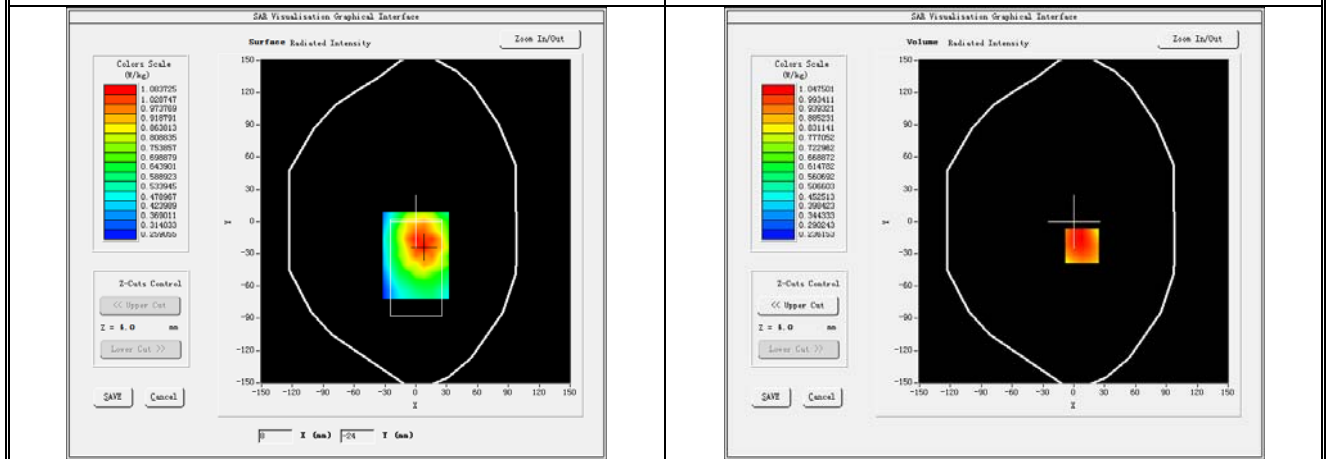 SAR Visualisation Graphical Interface
Surface Radiated Intensity
Zoom In/Out
Colors Scale
(W/kg)
1.083725
1.028747
0.973769
0.918791
0.863813
0.808835
0.753857
0.698879
0.643901
0.588923
0.533945
0.478967
0.423989
0.369011
0.314033
0.259055
150
120
90
60
30
Y 0
-30
-60
-90
-120
-150
-150 -120 -90 -60 -30 0 30 60 90 120 150
X
Z-Cuts Control
<< Upper Cut
Z = 4.0 mm
Lower Cut >>
SAVE Cancel
8 X (mm) -24 Y (mm)
SAR Visualisation Graphical Interface
Volume Radiated Intensity
Zoom In/Out
Colors Scale
(W/kg)
1.047501
0.993411
0.939321
0.885231
0.831141
0.777052
0.722962
0.668872
0.614782
0.560692
0.506603
0.452513
0.398423
0.344333
0.290243
0.236153
150
120
90
60
30
Y 0
-30
-60
-90
-120
-150
-150 -120 -90 -60 -30 0 30 60 90 120 150
X
Z-Cuts Control
<< Upper Cut
Z = 4.0 mm
Lower Cut >>
SAVE Cancel